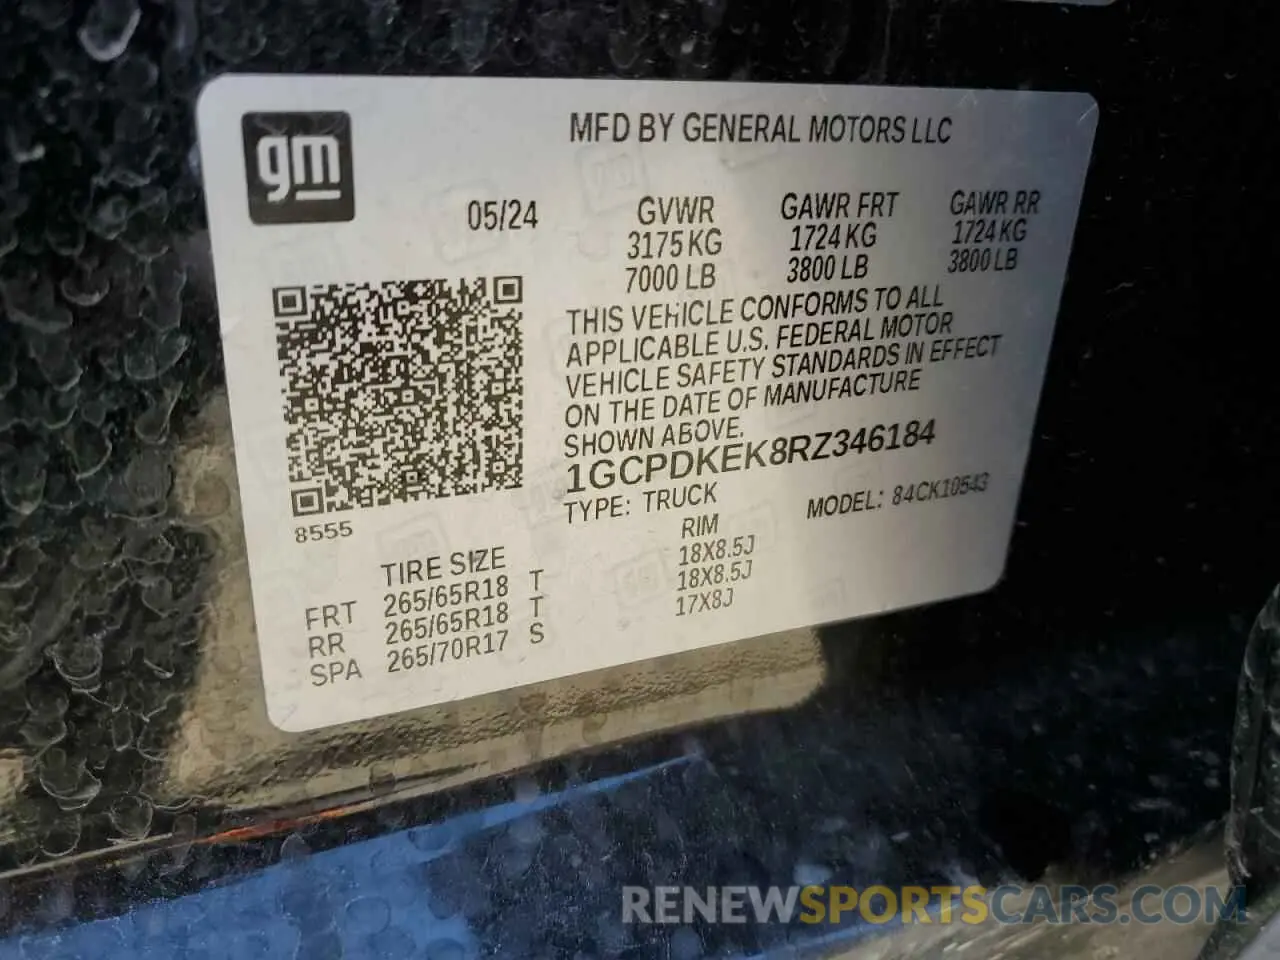 gm
MFD BY GENERAL MOTORS LLC
05/24
GVWR GAWR FRT GAWR RR
3175 KG 1724 KG 1724 KG
7000 LB 3800 LB 3800 LB
THIS VEHICLE CONFORMS TO ALL
APPLICABLE U.S. FEDERAL MOTOR
VEHICLE SAFETY STANDARDS IN EFFECT
ON THE DATE OF MANUFACTURE
SHOWN ABOVE.
1GCPDKEK8RZ346184
TYPE: TRUCK MODEL: 84CK10543
8555
TIRE SIZE RIM
FRT 265/65R18 T 18X8.5J
RR 265/65R18 T 18X8.5J
SPA 265/70R17 S 17X8J
RENEWSPORTSCARS.COM